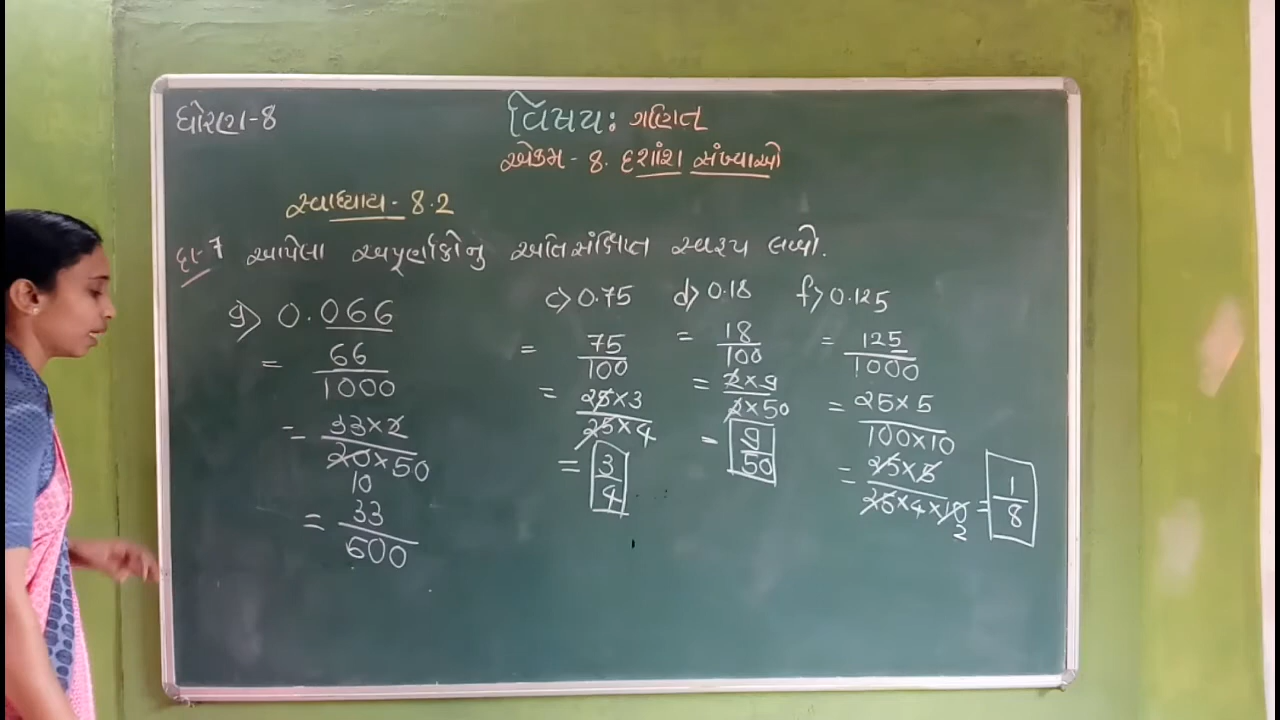 ધોરણ-8
વિષય: ગણિત
એકમ - 8. દશાંશ સંખ્યાઓ
સ્વાધ્યાય - 8.2
દા-7 આપેલા અપૂર્ણાંકોનુ અતિસંક્ષિપ્ત સ્વરૂપ લખો.
g) 0.066
= 66/1000
= 33×2/20×50
10
= 33/500
c) 0.75
= 75/100
= 25×3/25×4
= 3/4
d) 0.18
= 18/100
= 2×9/2×50
= 9/50
f) 0.125
= 125/1000
= 25×5/100×10
= 25×5/25×4×10 = 1/8
2